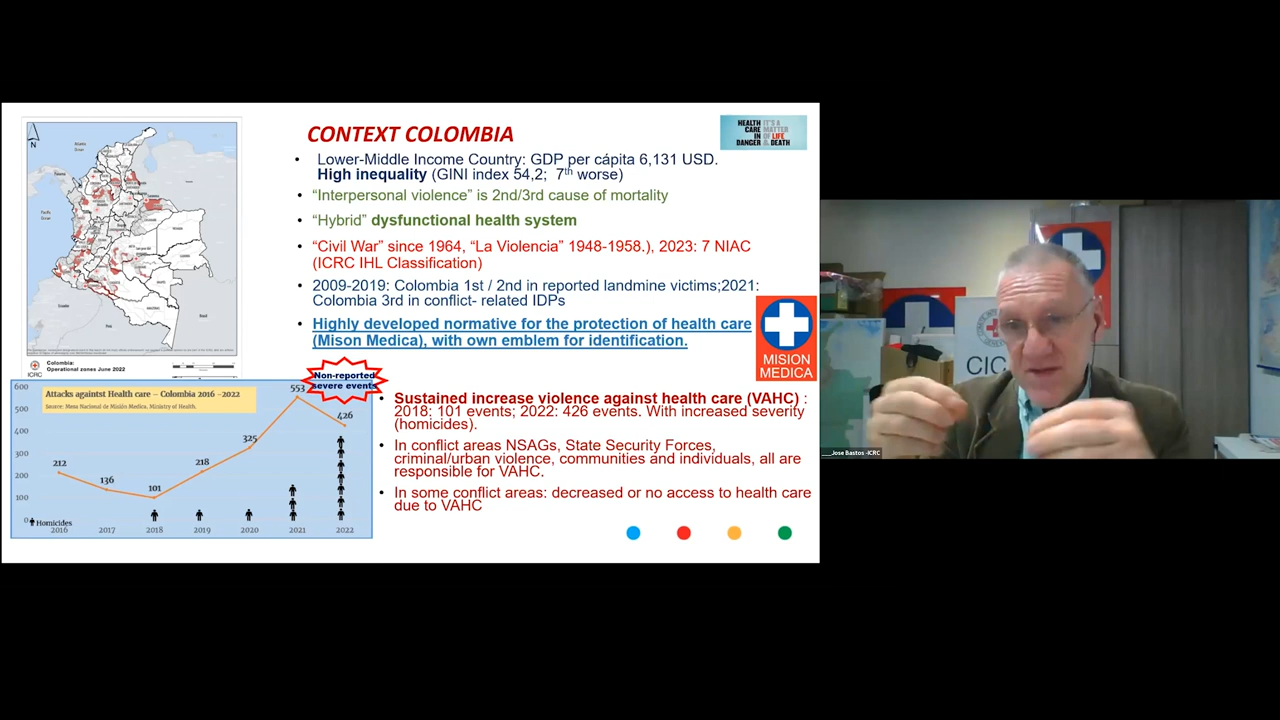 CONTEXT COLOMBIA
HEALTH IT'S A
CARE MATTER
IN OF LIFE
DANGER & DEATH
• Lower-Middle Income Country: GDP per cápita 6,131 USD.
High inequality (GINI index 54,2; 7th worse)
• “Interpersonal violence” is 2nd/3rd cause of mortality
• “Hybrid” dysfunctional health system
• “Civil War” since 1964, “La Violencia” 1948-1958.), 2023: 7 NIAC
(ICRC IHL Classification)
• 2009-2019: Colombia 1st / 2nd in reported landmine victims;2021:
Colombia 3rd in conflict- related IDPs
• Highly developed normative for the protection of health care
(Mison Medica), with own emblem for identification.
MISION
MEDICA
N
ICRC
Colombia:
Operational zones June 2022
Non-reported
severe events
Attacks againtst Health care – Colombia 2016 –2022
Source: Mesa Nacional de Misión Medica. Ministry of Health.
600
500
400
300
200
100
0
212
136
101
218
325
553
426
Homicides
2016 2017 2018 2019 2020 2021 2022
• Sustained increase violence against health care (VAHC) :
2018: 101 events; 2022: 426 events. With increased severity
(homicides).
• In conflict areas NSAGs, State Security Forces,
criminal/urban violence, communities and individuals, all are
responsible for VAHC.
• In some conflict areas: decreased or no access to health care
due to VAHC
CIC
___Jose Bastos -ICRC